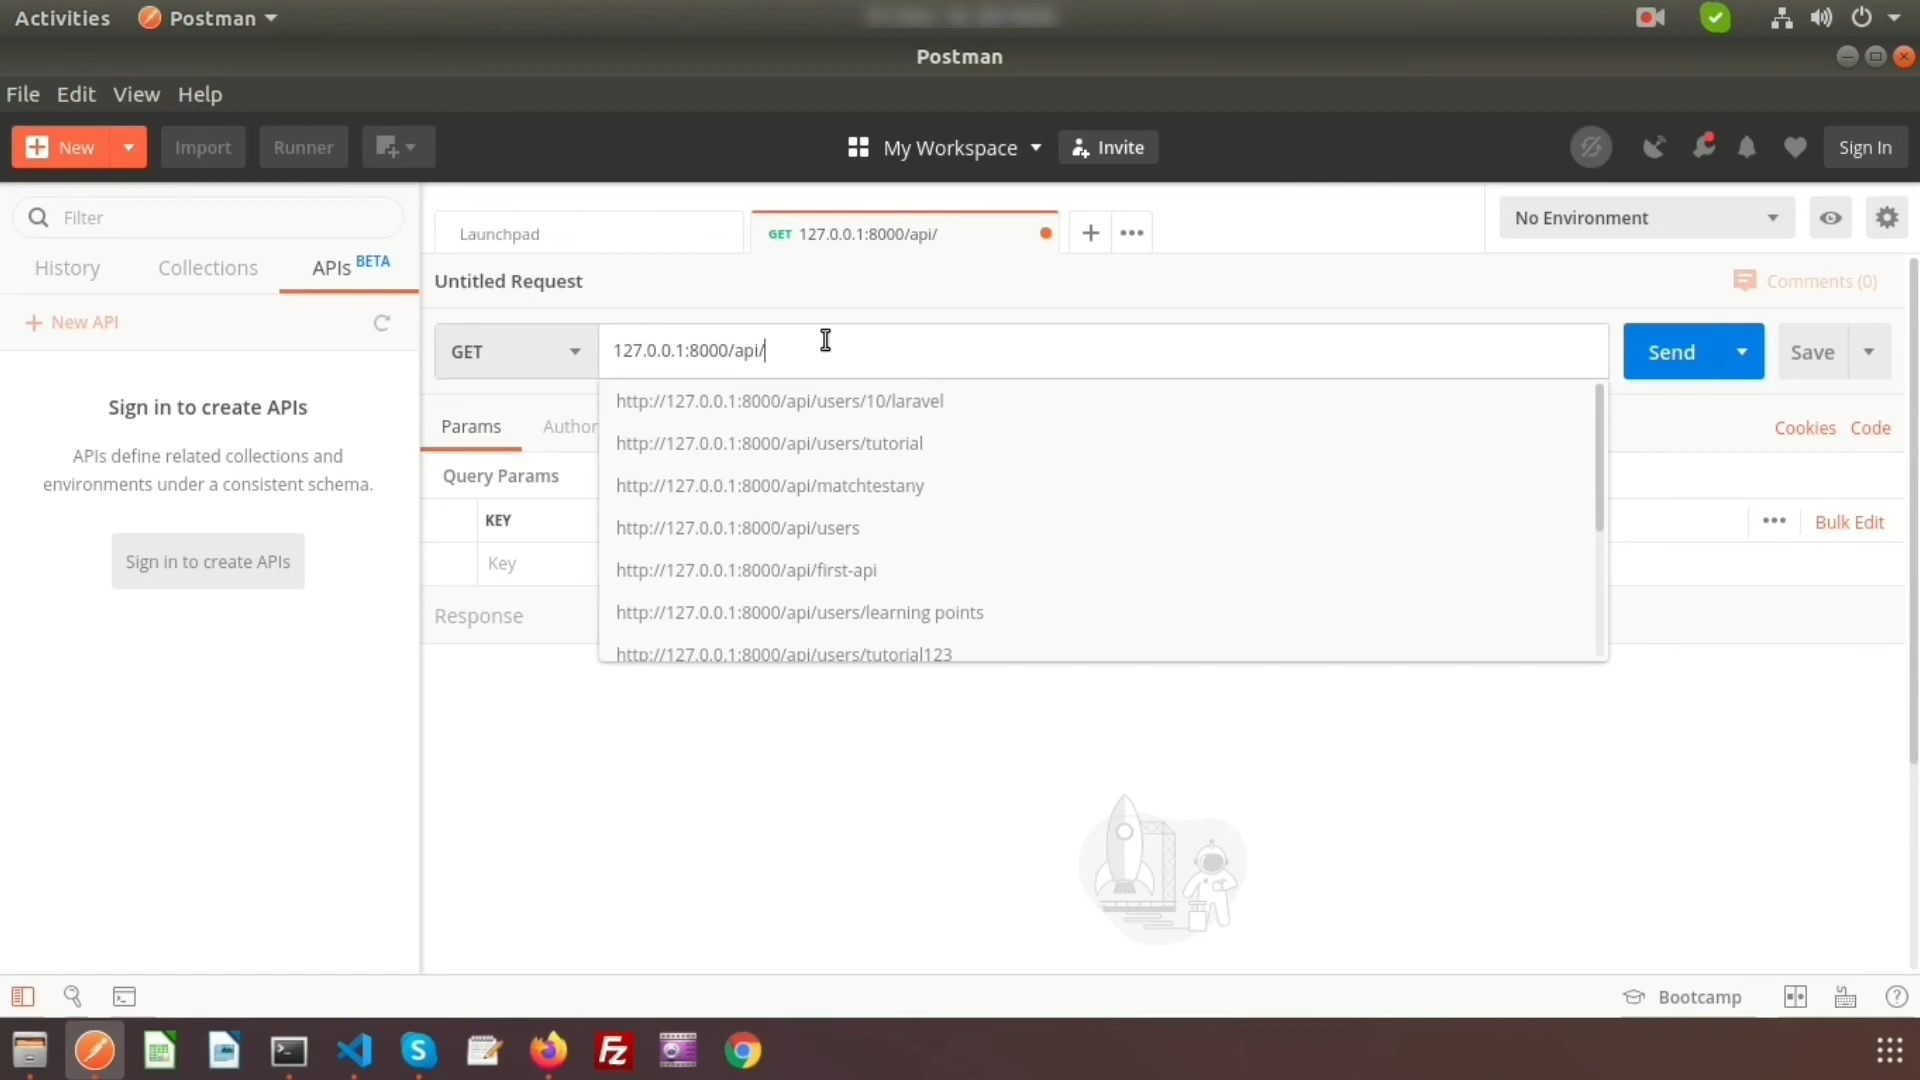 Activities Postman
Postman
File Edit View Help
New Import Runner My Workspace Invite Sign In
Filter
Launchpad GET 127.0.0.1:8000/api/ No Environment
History Collections APIs BETA
Untitled Request Comments (0)
New API
GET 127.0.0.1:8000/api/ Send Save
http://127.0.0.1:8000/api/users/10/laravel
Sign in to create APIs
Params Author Cookies Code
http://127.0.0.1:8000/api/users/tutorial
APIs define related collections and
environments under a consistent schema.
Query Params
http://127.0.0.1:8000/api/matchtestany
KEY Bulk Edit
http://127.0.0.1:8000/api/users
Sign in to create APIs
Key
http://127.0.0.1:8000/api/first-api
Response
http://127.0.0.1:8000/api/users/learning points
http://127.0.0.1:8000/api/users/tutorial123
Bootcamp